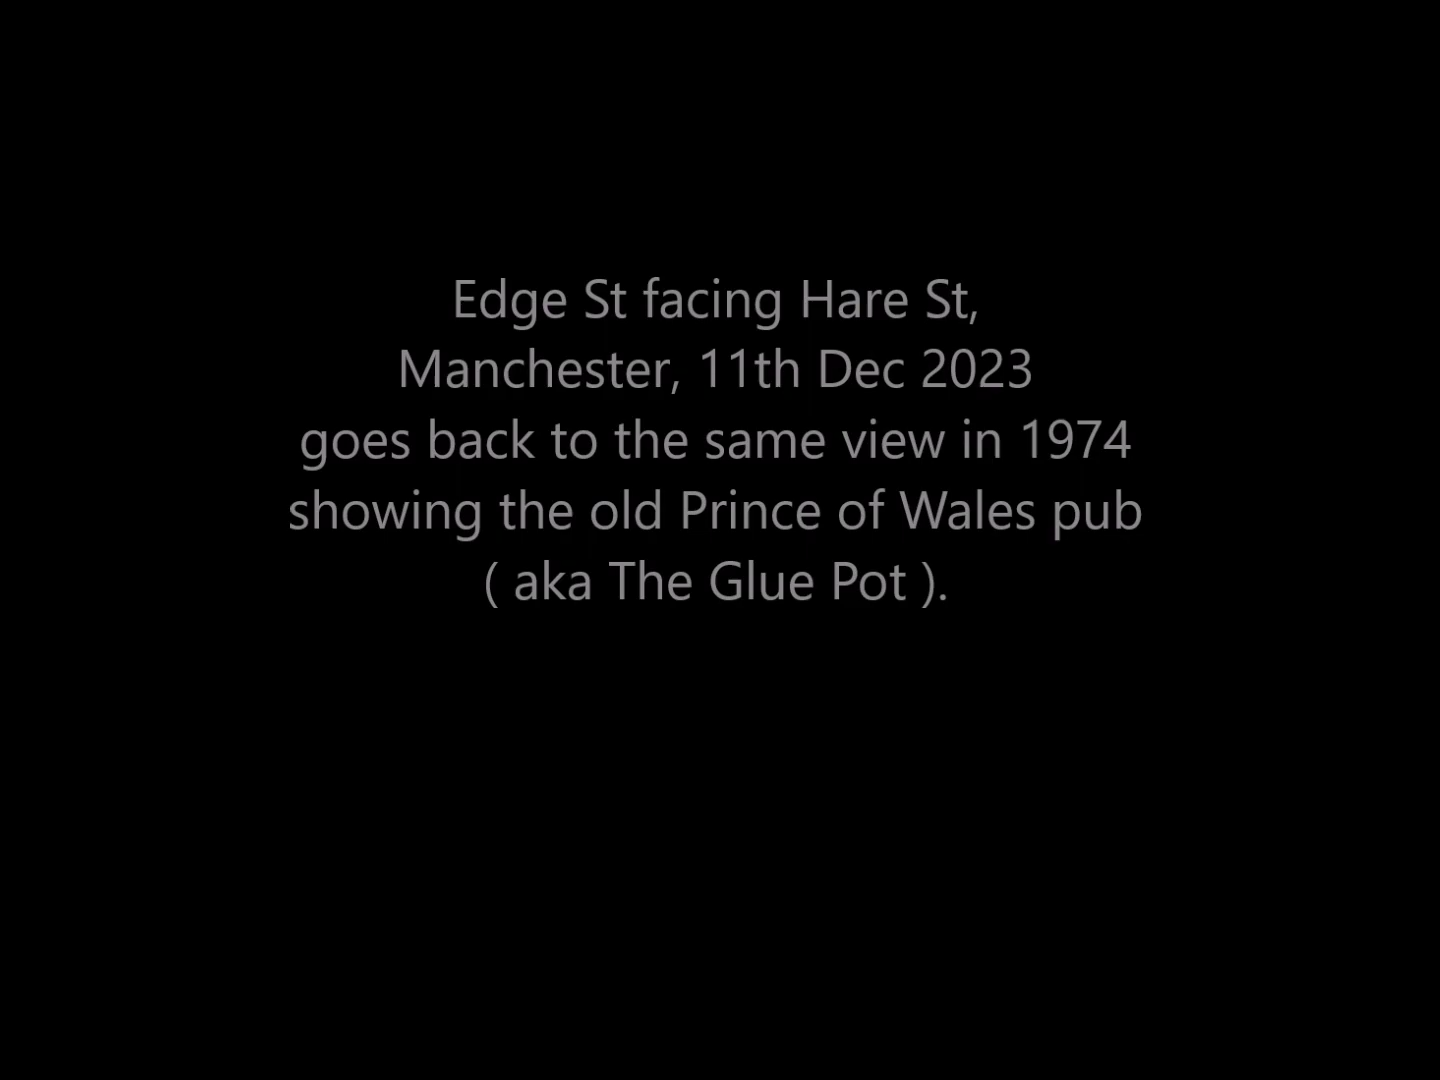 Edge St facing Hare St,
Manchester, 11th Dec 2023
goes back to the same view in 1974
showing the old Prince of Wales pub
( aka The Glue Pot ).